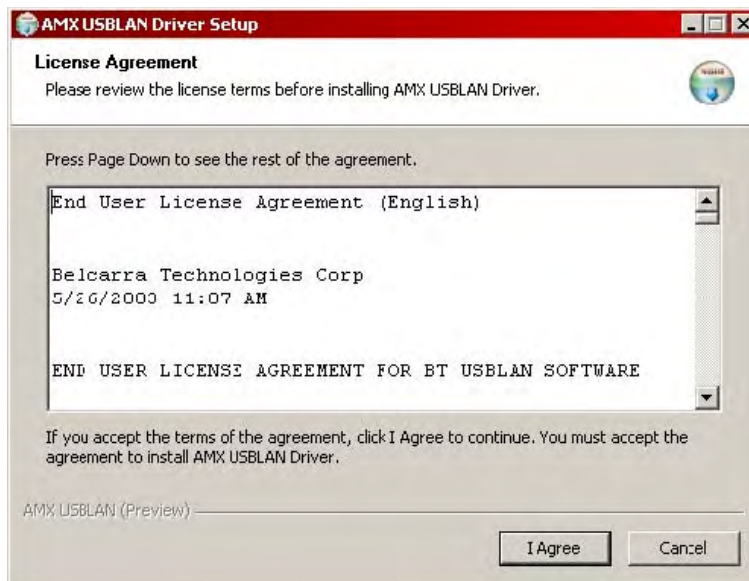 AMX USBLAN Driver Setup
License Agreement
Please review the license terms before installing AMX USBLAN Driver.
Press Page Down to see the rest of the agreement.
End User License Agreement (English)
Belcarra Technologies Corp
11:07 AM
END USER LICENSE AGREEMENT FOR BT USBLAN SOFTWARE
If you accept the terms of the agreement, click I Agree to continue. You must accept the
agreement to install AMX USBLAN Driver.
AMX USBLAN (Preview)
I Agree
Cancel